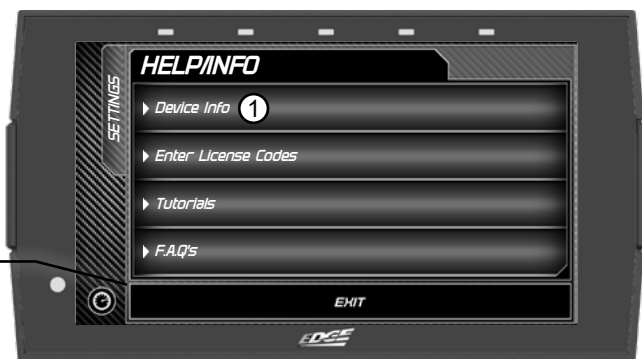 SETTINGS
HELP/INFO
Device Info 1
Enter License Codes
Tutorials
F.A.Q's
EXIT
EDGE